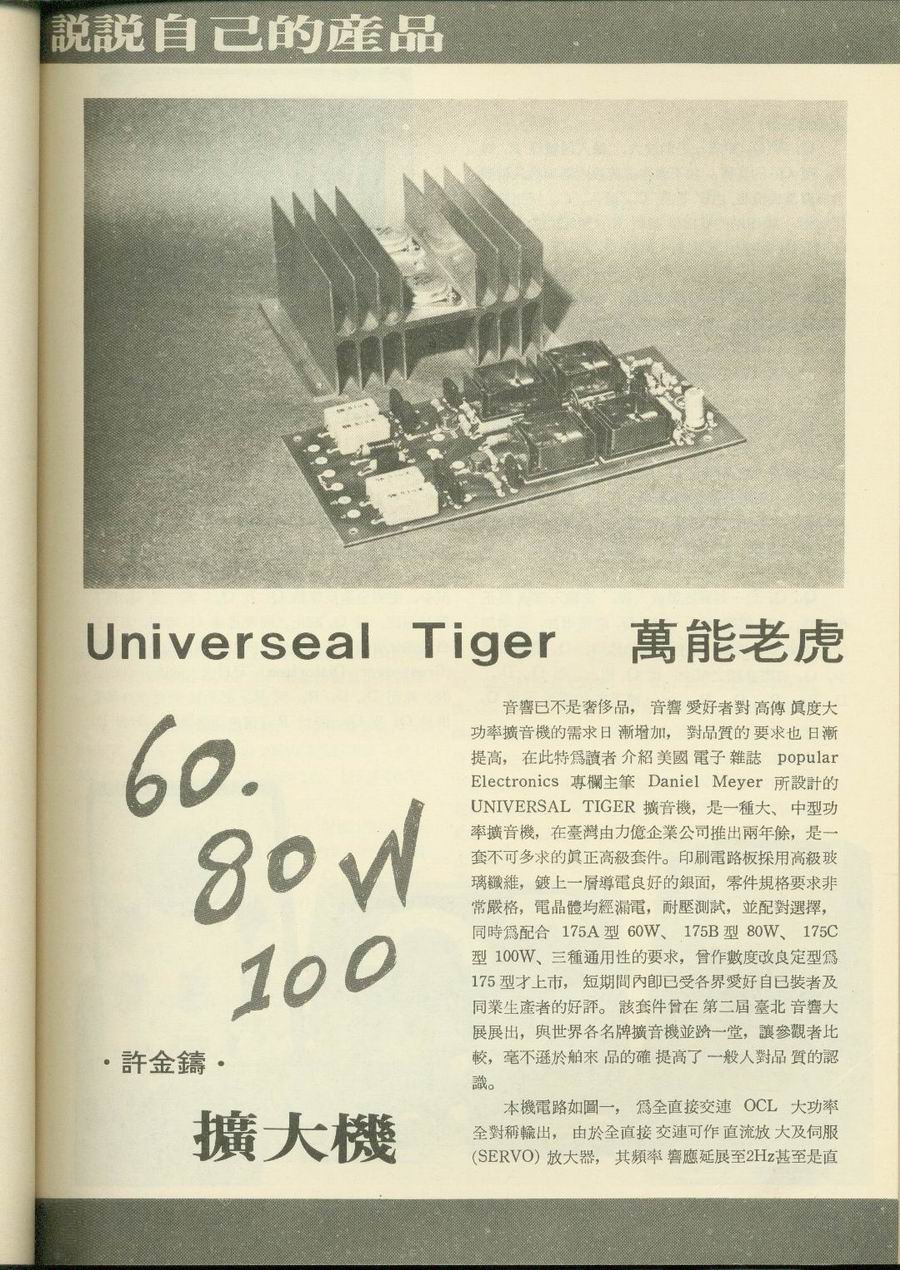 説説自己的産品
Universeal Tiger 萬能老虎
60.
80W
100
・許金鑄・
擴大機
音響已不是奢侈品，音響愛好者對高傳眞度大
功率擴音機的需求日漸增加，對品質的要求也日漸
提高，在此特爲讀者介紹美國電子雜誌 popular
Electronics 專欄主筆 Daniel Meyer 所設計的
UNIVERSAL TIGER 擴音機，是一種大、中型功
率擴音機，在臺灣由力億企業公司推出兩年餘，是一
套不可多求的眞正高級套件。印刷電路板採用高級玻
璃纖維，鍍上一層導電良好的銀面，零件規格要求非
常嚴格，電晶體均經漏電，耐壓測試，並配對選擇，
同時爲配合 175A 型 60W、 175B 型 80W、 175C
型 100W、三種通用性的要求，曾作數度改良定型爲
175 型才上市，短期間內卽已受各界愛好自已裝者及
同業生產者的好評。該套件曾在第二屆臺北音響大
展展出，與世界各名牌擴音機並躋一堂，讓參觀者比
較，毫不遜於舶來品的確提高了一般人對品質的認
識。
本機電路如圖一，爲全直接交連 OCL 大功率
全對稱輸出，由於全直接交連可作直流放大及伺服
(SERVO) 放大器，其頻率響應延展至2Hz甚至是直